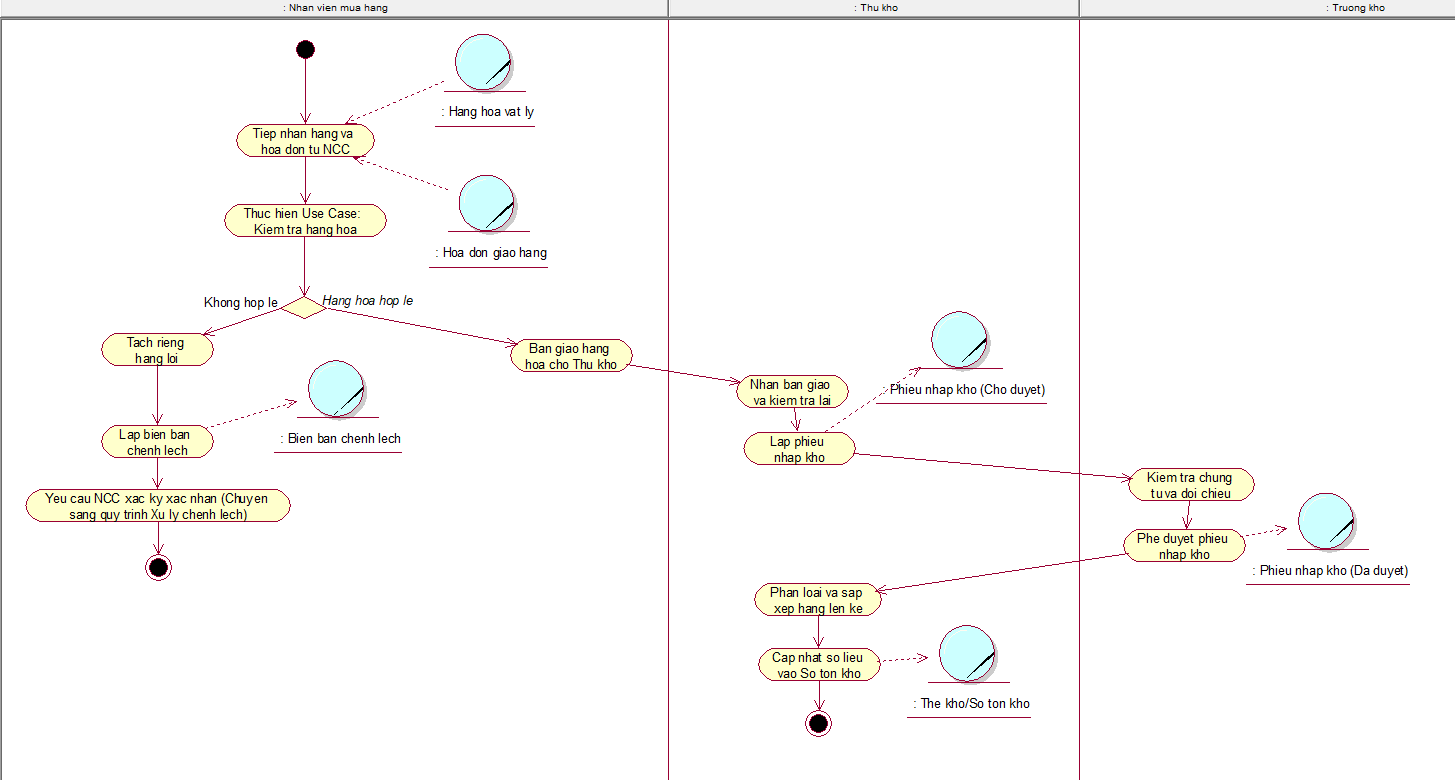 : Nhan vien mua hang
: Thu kho
: Truong kho
: Hang hoa vat ly
Tiep nhan hang va
hoa don tu NCC
Thuc hien Use Case:
Kiem tra hang hoa
: Hoa don giao hang
Khong hop le
Hang hoa hop le
Tach rieng
hang loi
Ban giao hang
hoa cho Thu kho
Nhan ban giao
va kiem tra lai
: Phieu nhap kho (Cho duyet)
Lap bien ban
chenh lech
: Bien ban chenh lech
Lap phieu
nhap kho
Kiem tra chung
tu va doi chieu
Yeu cau NCC xac ky xac nhan (Chuyen
sang quy trinh Xu ly chenh lech)
Phe duyet phieu
nhap kho
: Phieu nhap kho (Da duyet)
Phan loai va sap
xep hang len ke
Cap nhat so lieu
vao So ton kho
: The kho/So ton kho